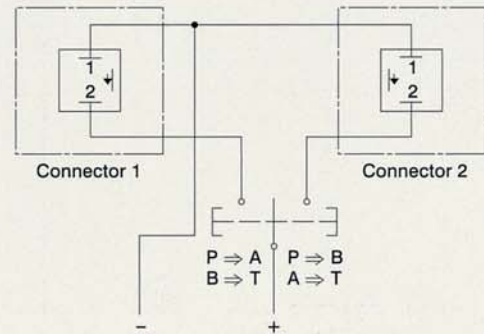 1
2
1
2
Connector 1
Connector 2
P ⇒ A
B ⇒ T
P ⇒ B
A ⇒ T
−
+